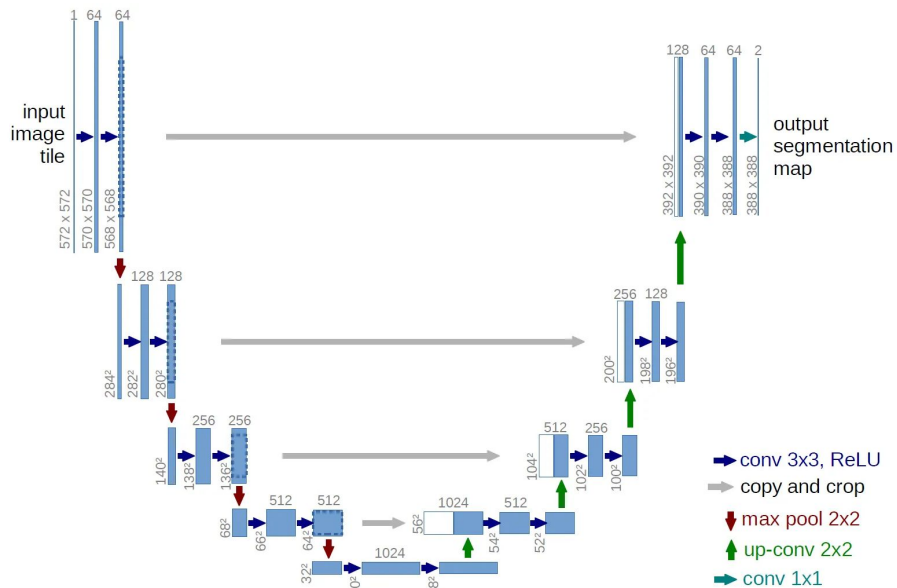 1
64
64
128
64
64
2
input
image
tile
output
segmentation
map
572 x 572
570 x 570
568 x 568
392 x 392
390 x 390
388 x 388
388 x 388
128
128
256
128
284²
282²
280²
200²
198²
196²
256
256
512
256
140²
138²
136²
104²
102²
100²
512
512
1024
512
68²
66²
64²
56²
54²
52²
1024
32²
conv 3x3, ReLU
copy and crop
max pool 2x2
up-conv 2x2
conv 1x1